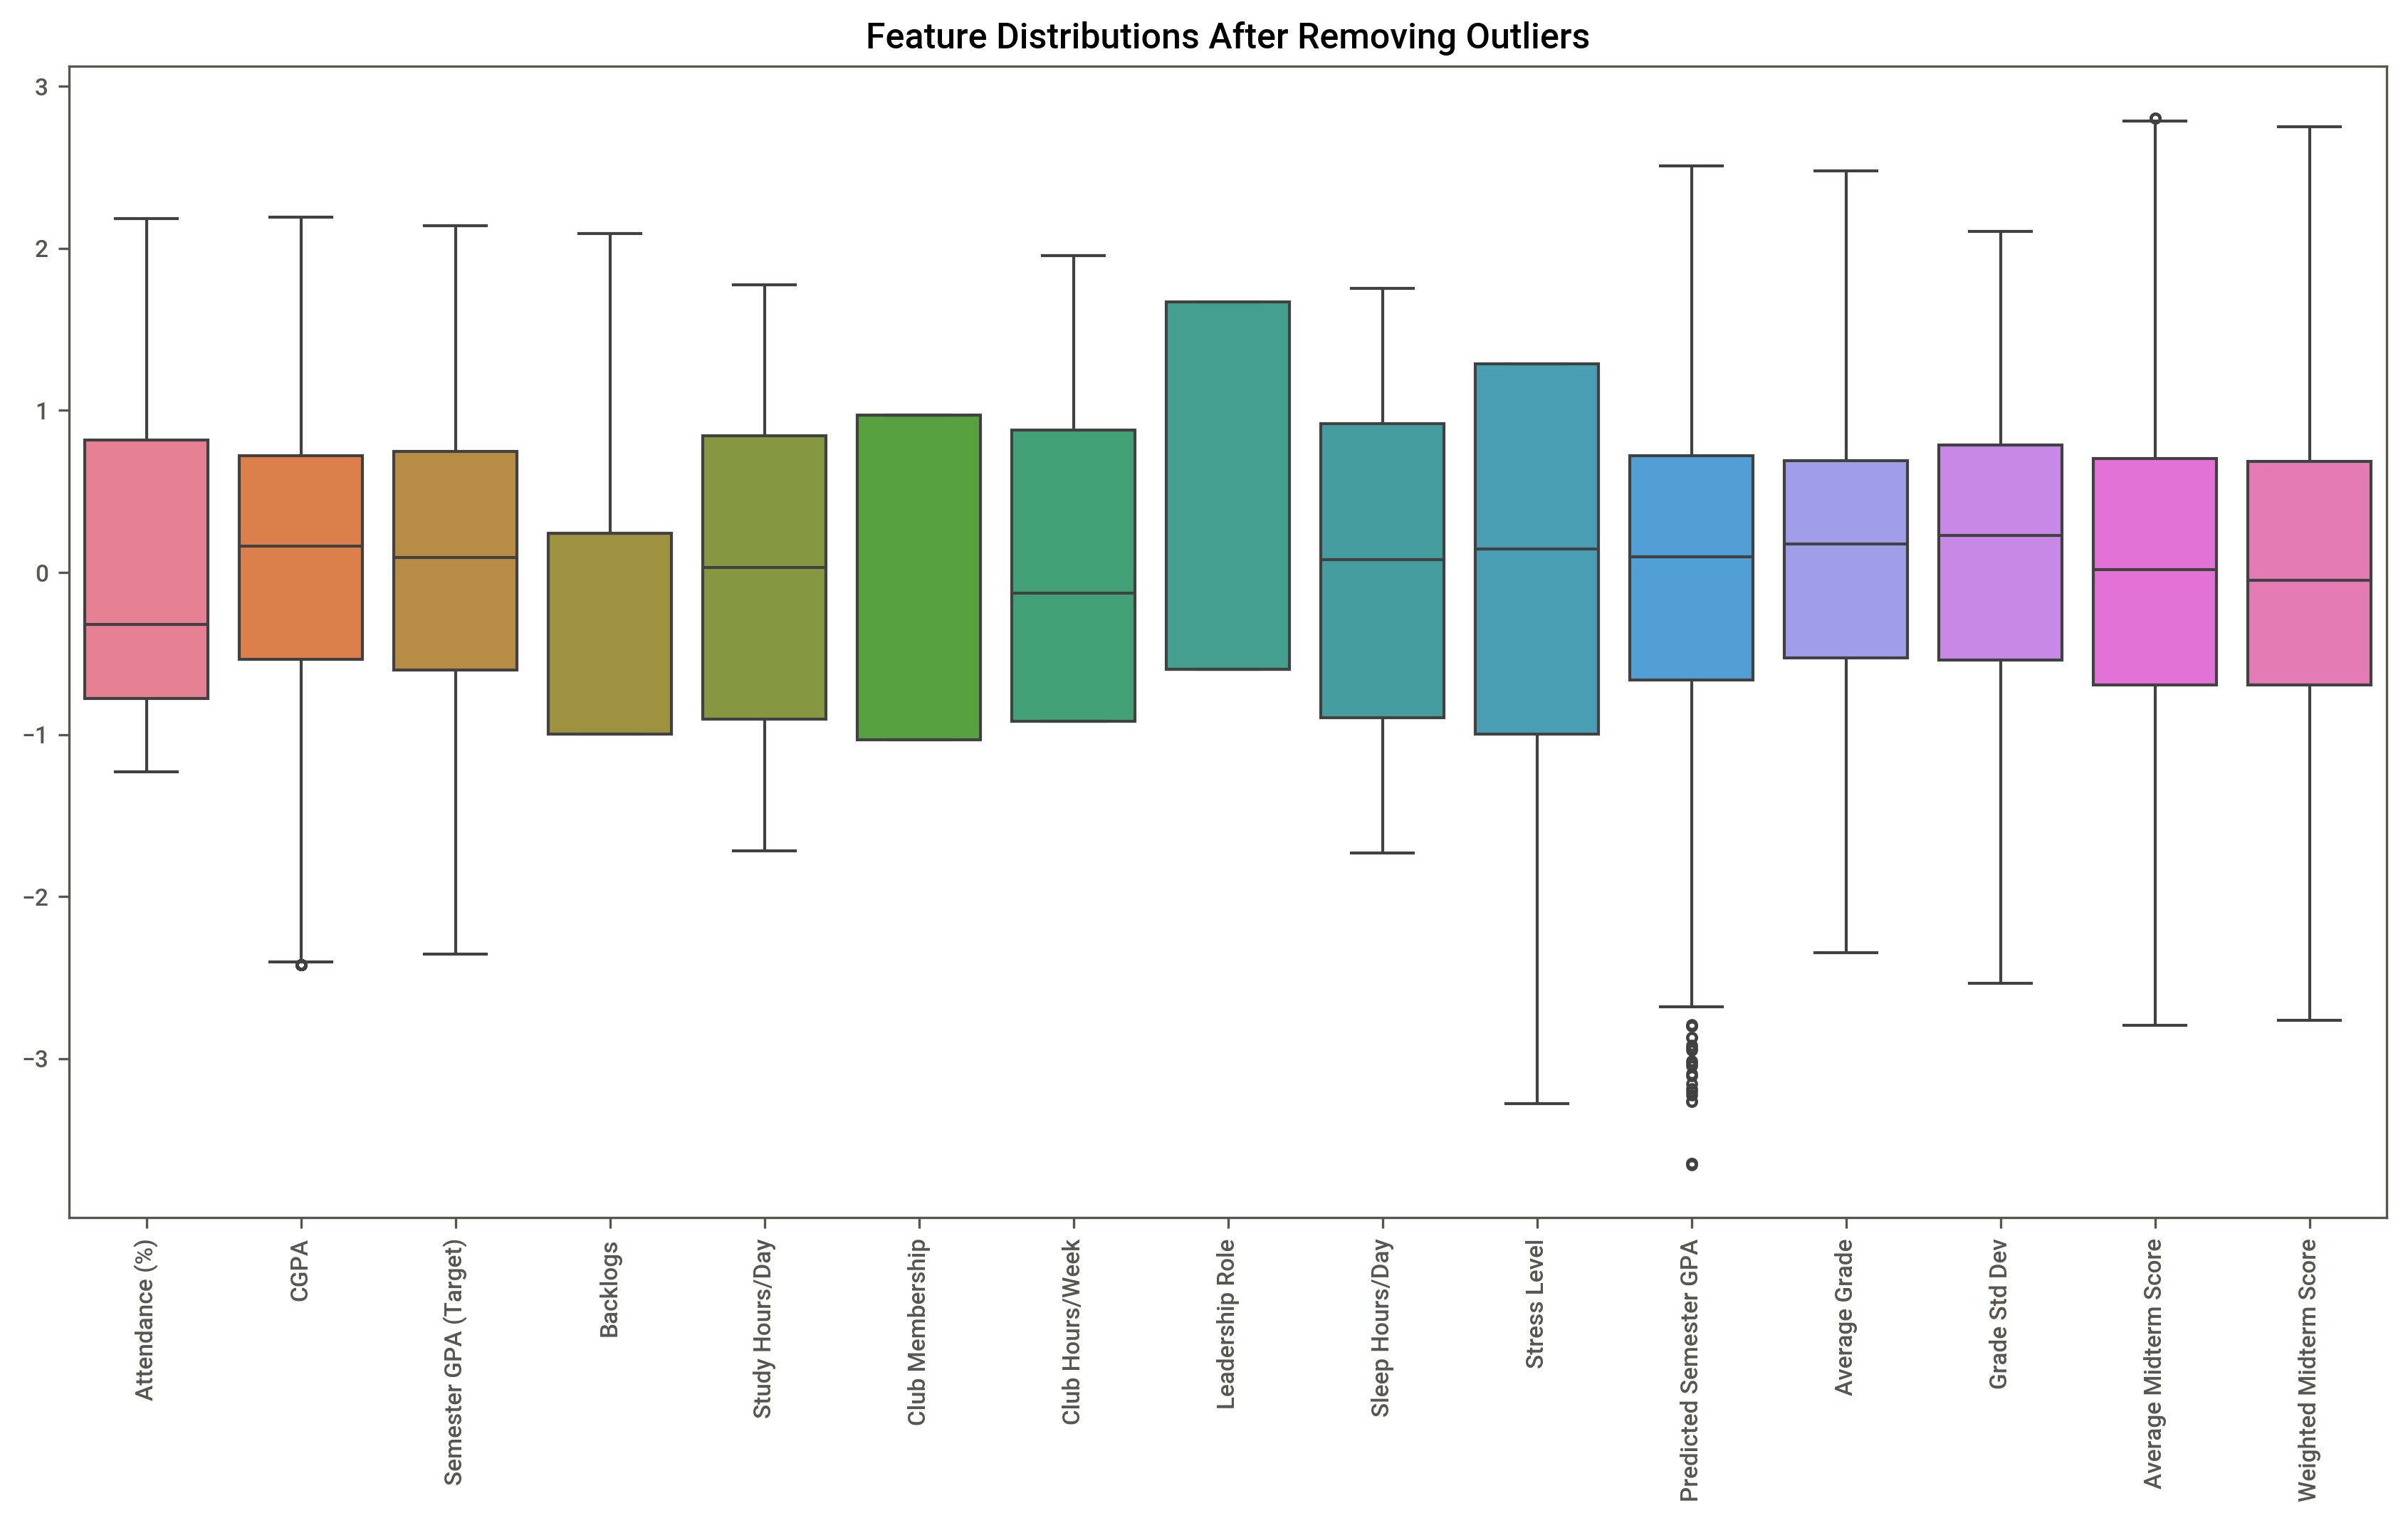 Feature Distributions After Removing Outliers
3
2
1
0
−1
−2
−3
Attendance (%)
CGPA
Semester GPA (Target)
Backlogs
Study Hours/Day
Club Membership
Club Hours/Week
Leadership Role
Sleep Hours/Day
Stress Level
Predicted Semester GPA
Average Grade
Grade Std Dev
Average Midterm Score
Weighted Midterm Score